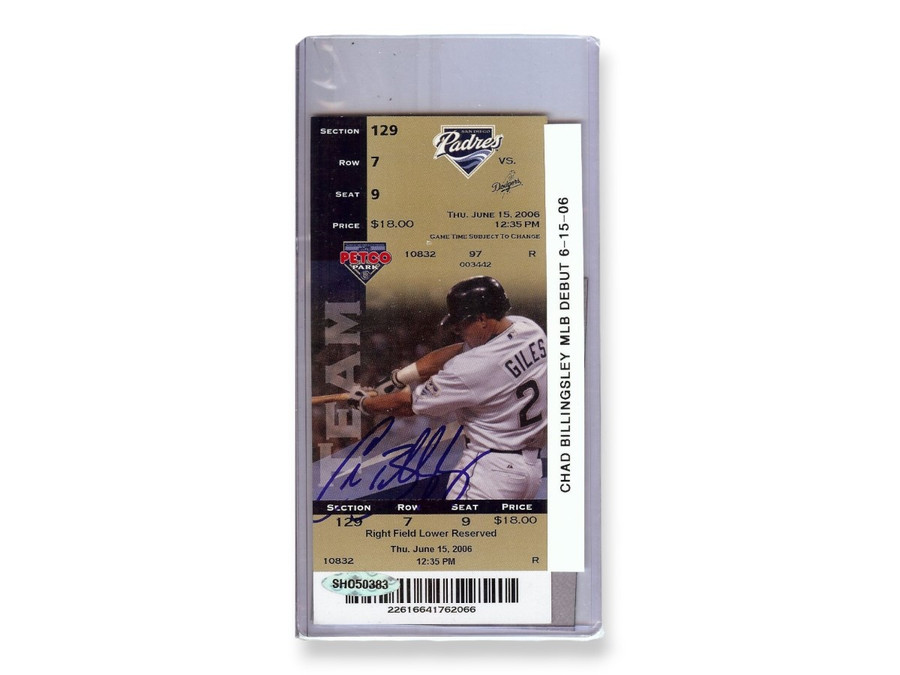 SECTION 129
ROW 7
SEAT 9
PRICE $18.00
SAN DIEGO
Padres
VS.
Dodgers
THU. JUNE 15, 2006
12:35 PM
GAME TIME SUBJECT TO CHANGE
10832 97 R
003442
PETCO
PARK
TEAM
GILES
2
SECTION ROW SEAT PRICE
129 7 9 $18.00
Right Field Lower Reserved
Thu. June 15, 2006
10832 12:35 PM R
SH050383
22616641762066
CHAD BILLINGSLEY MLB DEBUT 6-15-06